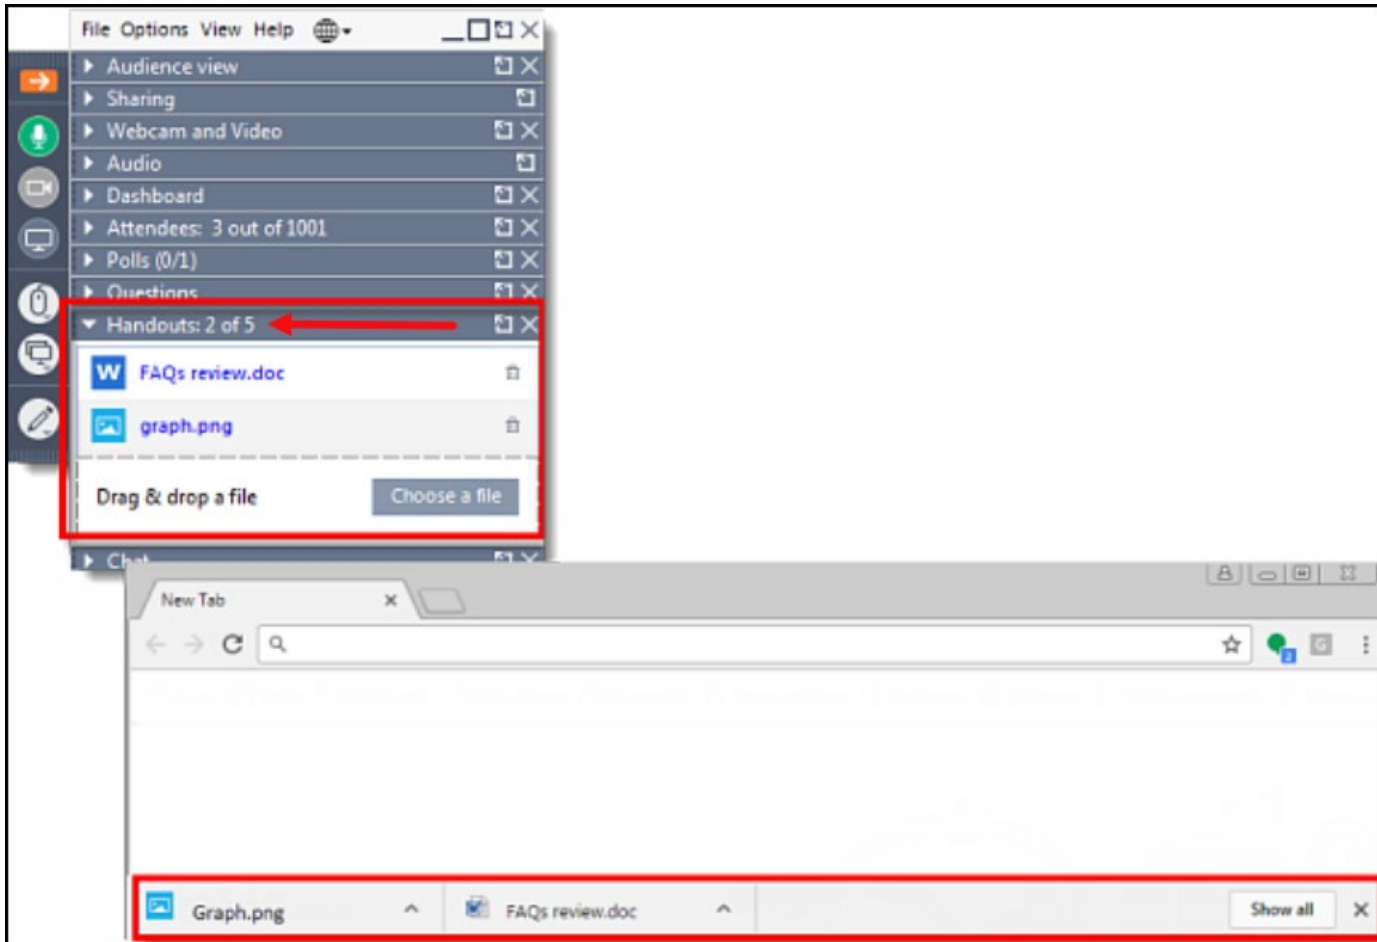 File Options View Help
Audience view
Sharing
Webcam and Video
Audio
Dashboard
Attendees: 3 out of 1001
Polls (0/1)
Questions
Handouts: 2 of 5
W FAQs review.doc
graph.png
Drag & drop a file Choose a file
Chat
New Tab
2 G
Graph.png FAQs review.doc Show all